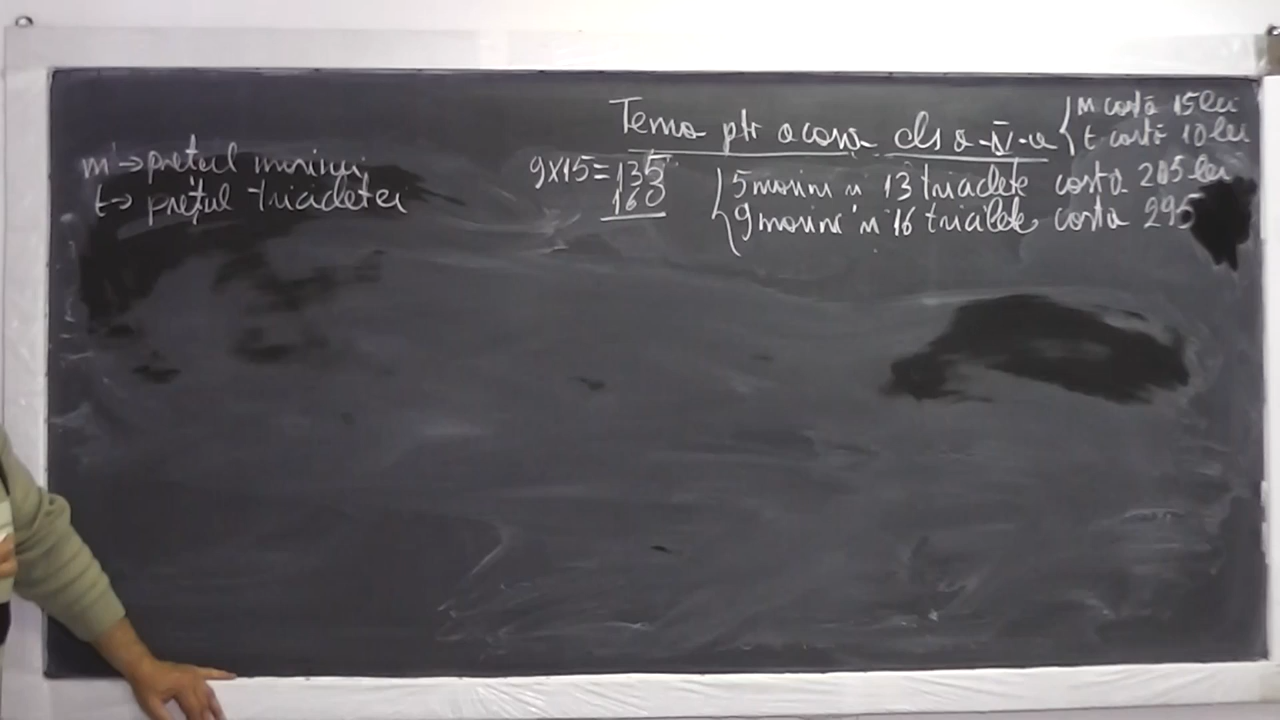 m → prețul mașinii
t → prețul tricicletei
9x15=135
160
Tema ptr acasă cls a-IV-a
m costă 15 lei
t costă 10 lei
5 mașini și 13 triciclete costă 205 lei
9 mașini și 16 triciclete costă 295